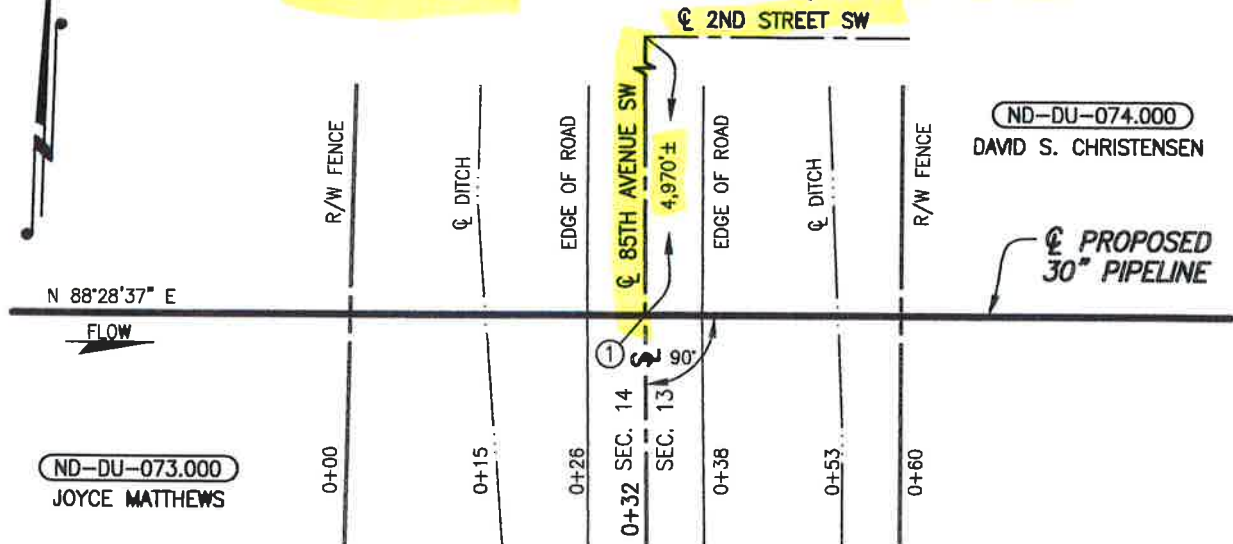 ℄ 2ND STREET SW
ND-DU-074.000
DAVID S. CHRISTENSEN
R/W FENCE
℄ DITCH
EDGE OF ROAD
℄ 85TH AVENUE SW
4,970'±
EDGE OF ROAD
℄ DITCH
R/W FENCE
℄ PROPOSED
30" PIPELINE
N 88°28'37" E
FLOW
1
SL
90°
ND-DU-073.000
JOYCE MATTHEWS
0+00
0+15
0+26
0+32 SEC. 14
SEC. 13
0+38
0+53
0+60